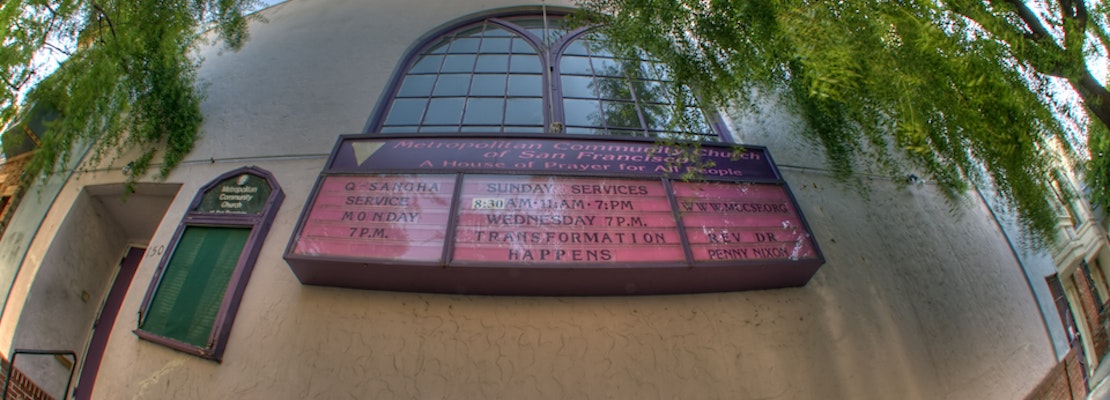 Metropolitan Community Church
of San Francisco
A House of Prayer for All People
Q-SANGHA
SERVICE
MONDAY
7P.M.
SUNDAY SERVICES
8:30AM·11AM·7PM
WEDNESDAY 7P.M.
TRANSFORMATION
HAPPENS
WWW.MCCSF.ORG
REV. DR.
PENNY NIXON
Metropolitan
Community
Church
150